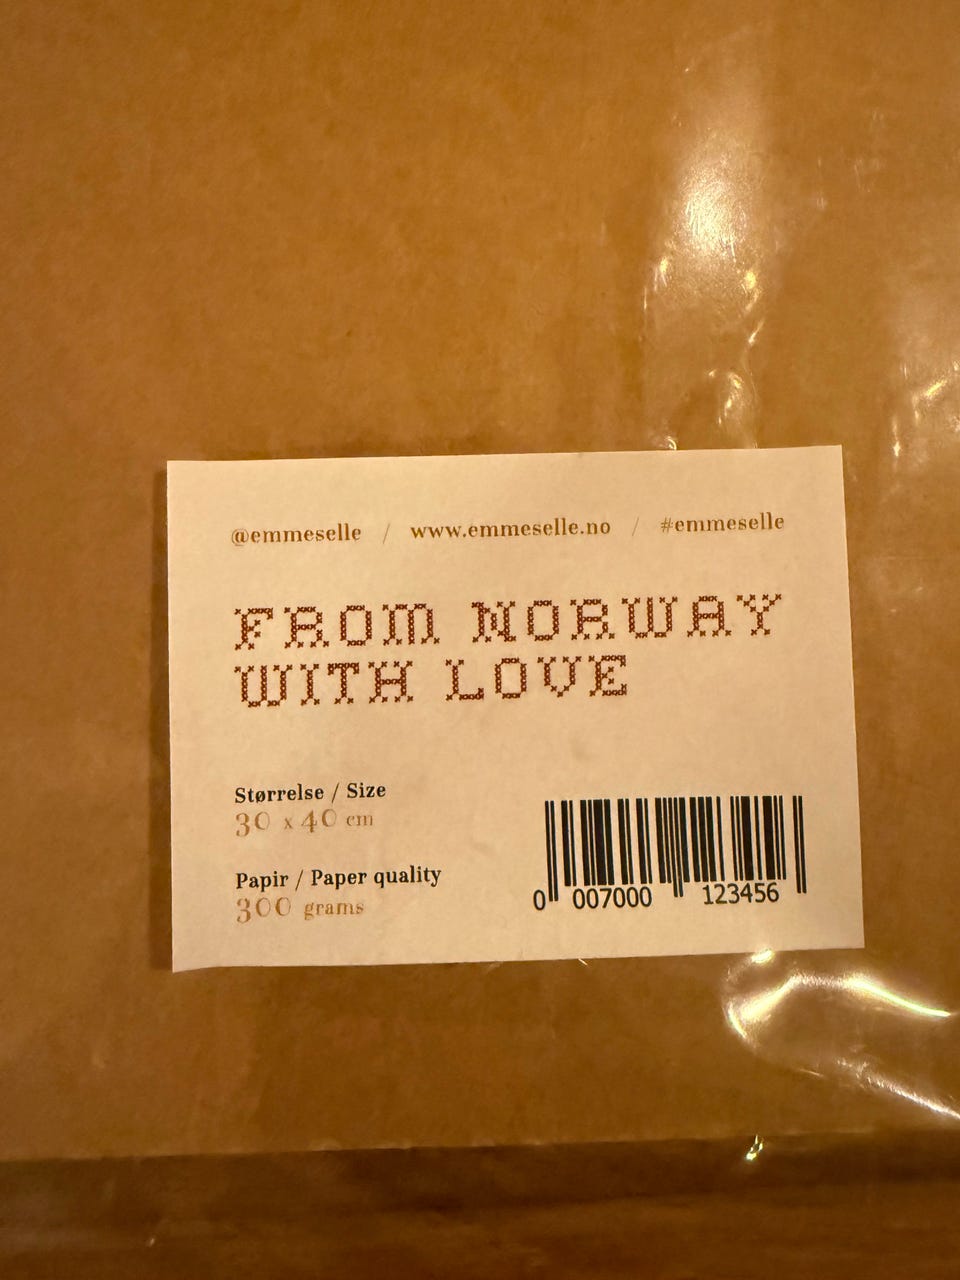 @emmeselle / www.emmeselle.no / #emmeselle
FROM NORWAY
WITH LOVE
Størrelse / Size
30 x 40 cm
Papir / Paper quality
300 grams
0 007000 123456